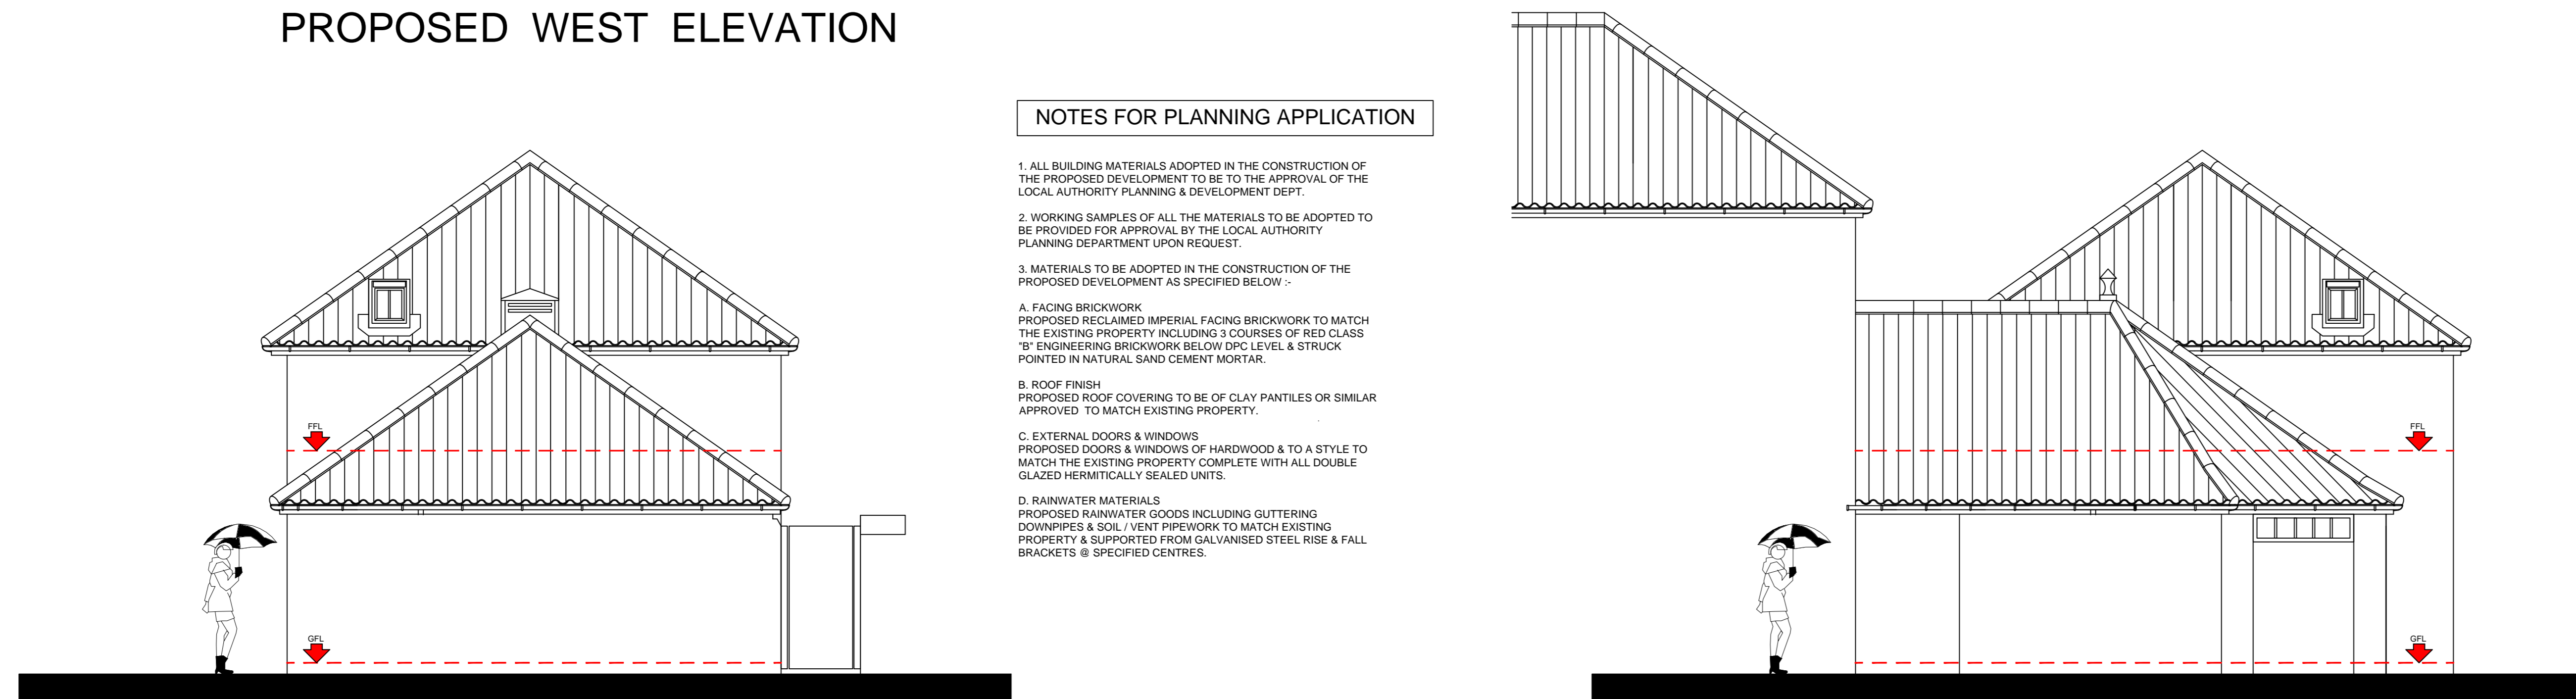 PROPOSED WEST ELEVATION
FFL
GFL
NOTES FOR PLANNING APPLICATION
1. ALL BUILDING MATERIALS ADOPTED IN THE CONSTRUCTION OF
THE PROPOSED DEVELOPMENT TO BE TO THE APPROVAL OF THE
LOCAL AUTHORITY PLANNING & DEVELOPMENT DEPT.
2. WORKING SAMPLES OF ALL THE MATERIALS TO BE ADOPTED TO
BE PROVIDED FOR APPROVAL BY THE LOCAL AUTHORITY
PLANNING DEPARTMENT UPON REQUEST.
3. MATERIALS TO BE ADOPTED IN THE CONSTRUCTION OF THE
PROPOSED DEVELOPMENT AS SPECIFIED BELOW :-
A. FACING BRICKWORK
PROPOSED RECLAIMED IMPERIAL FACING BRICKWORK TO MATCH
THE EXISTING PROPERTY INCLUDING 3 COURSES OF RED CLASS
"B" ENGINEERING BRICKWORK BELOW DPC LEVEL & STRUCK
POINTED IN NATURAL SAND CEMENT MORTAR.
B. ROOF FINISH
PROPOSED ROOF COVERING TO BE OF CLAY PANTILES OR SIMILAR
APPROVED TO MATCH EXISTING PROPERTY.
C. EXTERNAL DOORS & WINDOWS
PROPOSED DOORS & WINDOWS OF HARDWOOD & TO A STYLE TO
MATCH THE EXISTING PROPERTY COMPLETE WITH ALL DOUBLE
GLAZED HERMITICALLY SEALED UNITS.
D. RAINWATER MATERIALS
PROPOSED RAINWATER GOODS INCLUDING GUTTERING
DOWNPIPES & SOIL / VENT PIPEWORK TO MATCH EXISTING
PROPERTY & SUPPORTED FROM GALVANISED STEEL RISE & FALL
BRACKETS @ SPECIFIED CENTRES.
FFL
GFL